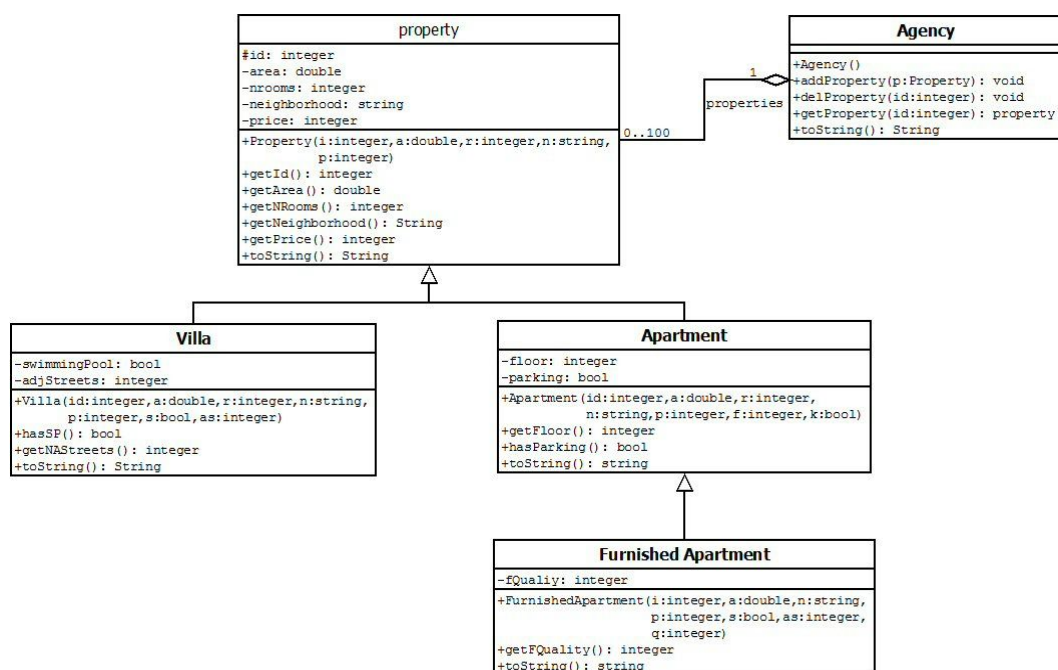 property
#id: integer
-area: double
-nrooms: integer
-neighborhood: string
-price: integer
+Property(i:integer,a:double,r:integer,n:string,
p:integer)
+getId(): integer
+getArea(): double
+getNRooms(): integer
+getNeighborhood(): String
+getPrice(): integer
+toString(): String
Agency
+Agency()
+addProperty(p:Property): void
+delProperty(id:integer): void
+getProperty(id:integer): property
+toString(): String
1
properties
0..100
Villa
-swimmingPool: bool
-adjStreets: integer
+Villa(id:integer,a:double,r:integer,n:string,
p:integer,s:bool,as:integer)
+hasSP(): bool
+getNAStreets(): integer
+toString(): String
Apartment
-floor: integer
-parking: bool
+Apartment(id:integer,a:double,r:integer,
n:string,p:integer,f:integer,k:bool)
+getFloor(): integer
+hasParking(): bool
+toString(): string
Furnished Apartment
-fQualiy: integer
+FurnishedApartment(i:integer,a:double,n:string,
p:integer,s:bool,as:integer,
q:integer)
+getFQuality(): integer
+toString(): string